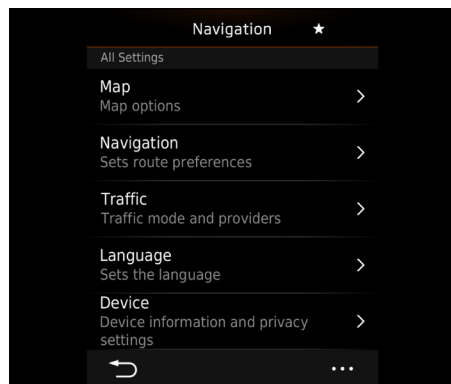 Navigation
All Settings
Map
Map options
Navigation
Sets route preferences
Traffic
Traffic mode and providers
Language
Sets the language
Device
Device information and privacy
settings